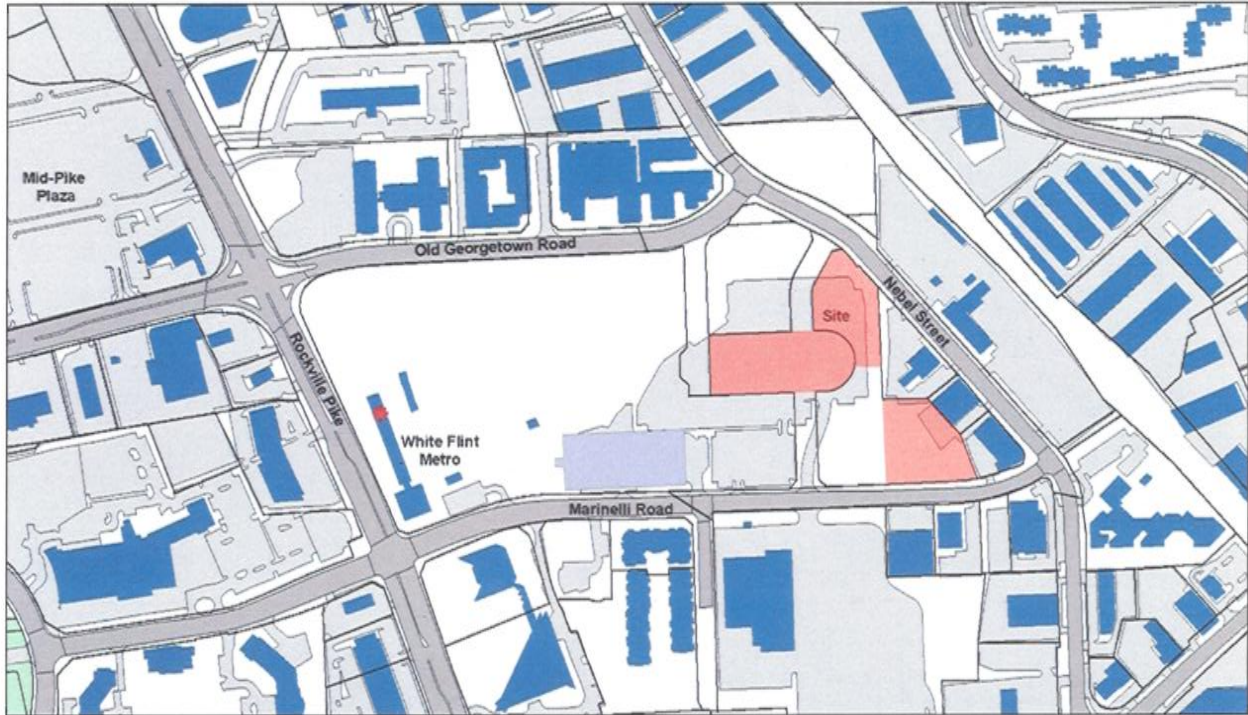 Mid-Pike
Plaza
Old Georgetown Road
Site
Nebel Street
Rockville Pike
White Flint
Metro
Marinelli Road